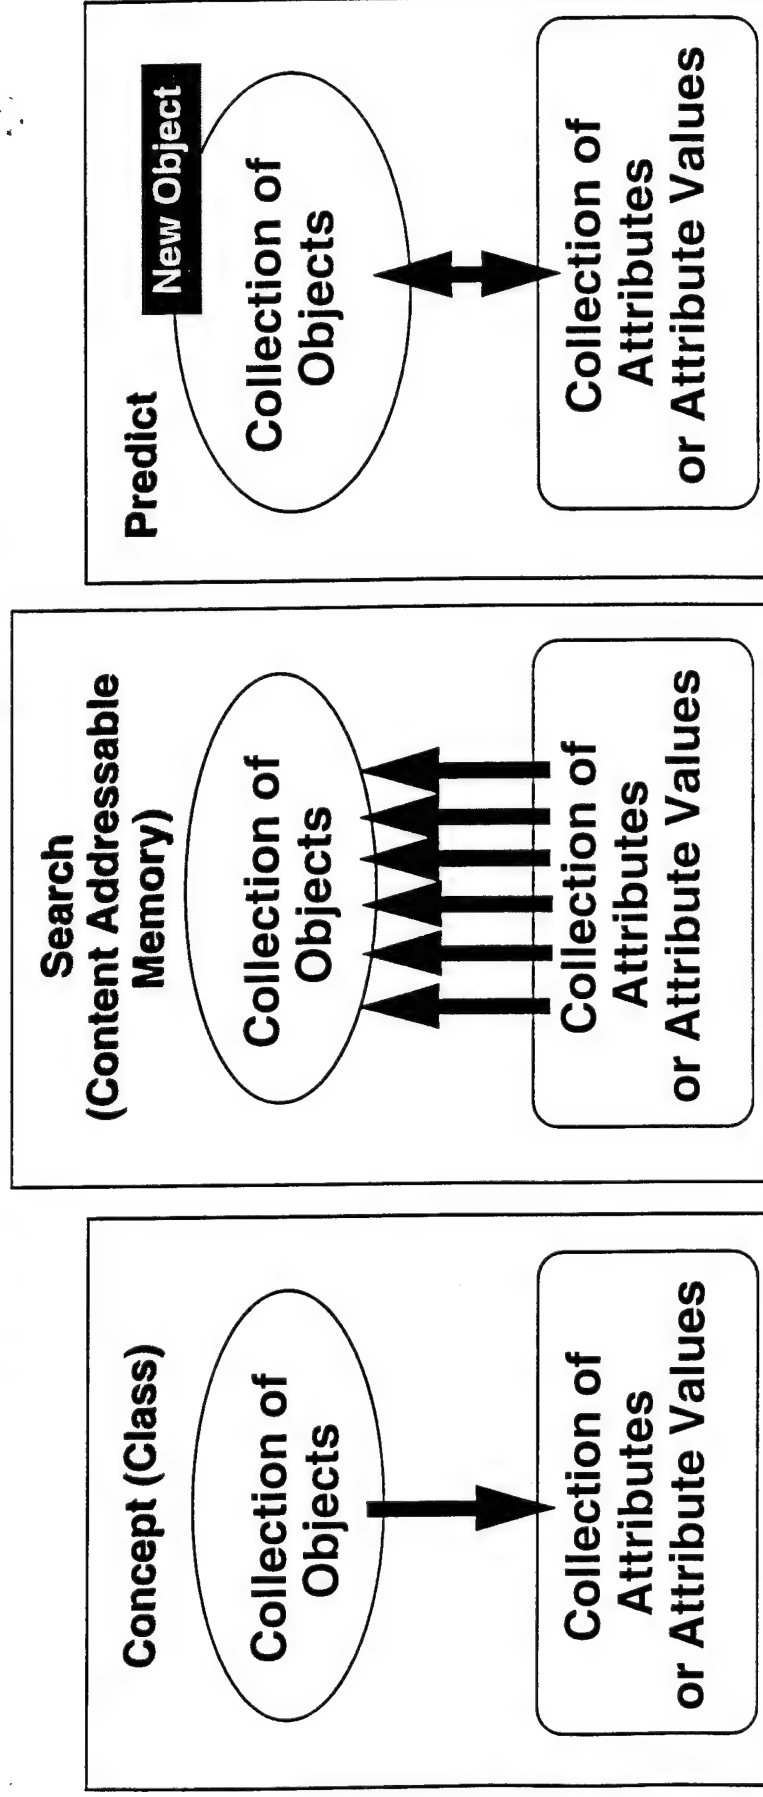 Concept (Class)
Collection of
Objects
Collection of
Attributes
or Attribute Values
Search
(Content Addressable
Memory)
Collection of
Objects
Collection of
Attributes
or Attribute Values
Predict
New Object
Collection of
Objects
Collection of
Attributes
or Attribute Values